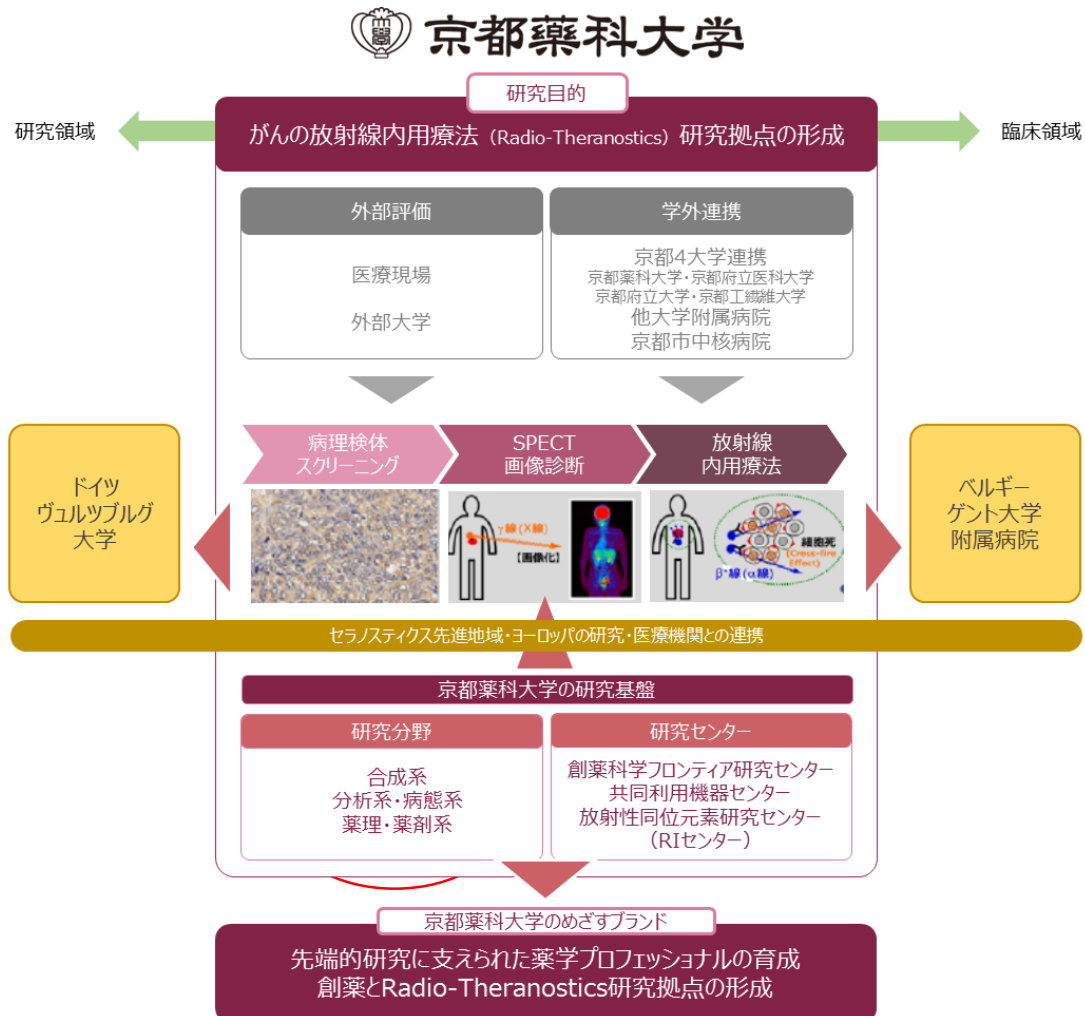 京都薬科大学
研究目的
研究領域
がんの放射線内用療法（Radio-Theranostics）研究拠点の形成
臨床領域
外部評価
医療現場
外部大学
学外連携
京都4大学連携
京都薬科大学・京都府立医科大学
京都府立大学・京都工繊維大学
他大学附属病院
京都市中核病院
病理検体
スクリーニング
SPECT
画像診断
放射線
内用療法
ドイツ
ヴュルツブルグ
大学
γ線(X線)
【画像化】
細胞死
(Cross-fire
Effect)
β⁻線(α線)
ベルギー
ゲント大学
附属病院
セラノスティクス先進地域・ヨーロッパの研究・医療機関との連携
京都薬科大学の研究基盤
研究分野
合成系
分析系・病態系
薬理・薬剤系
研究センター
創薬科学フロンティア研究センター
共同利用機器センター
放射性同位元素研究センター
（RIセンター）
京都薬科大学のめざすブランド
先端的研究に支えられた薬学プロフェッショナルの育成
創薬とRadio-Theranostics研究拠点の形成